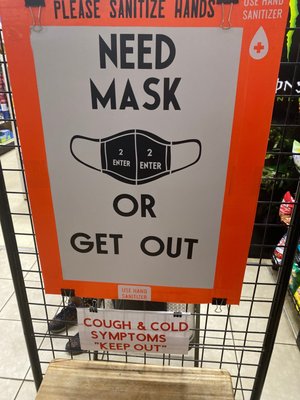 PLEASE SANITIZE HANDS
USE HAND
SANITIZER
NEED
MASK
2 2
ENTER ENTER
OR
GET OUT
USE HAND
SANITIZER
COUGH & COLD
SYMPTOMS
"KEEP OUT"